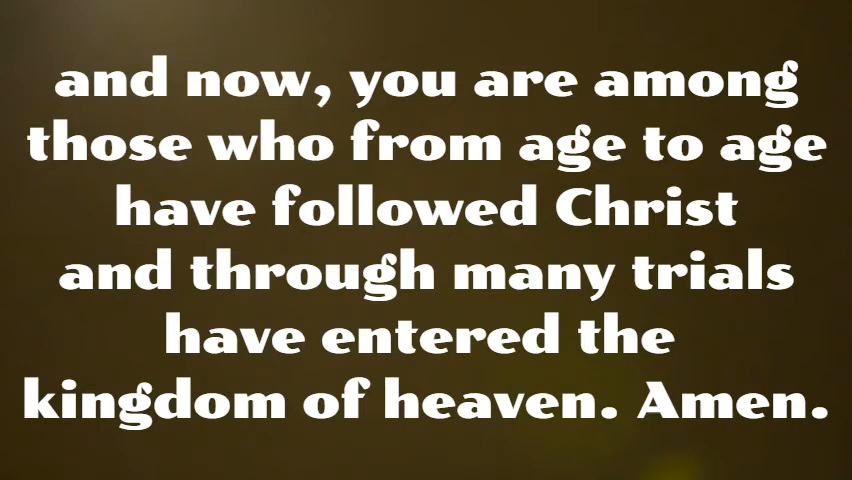 and now, you are among
those who from age to age
have followed Christ
and through many trials
have entered the
kingdom of heaven. Amen.